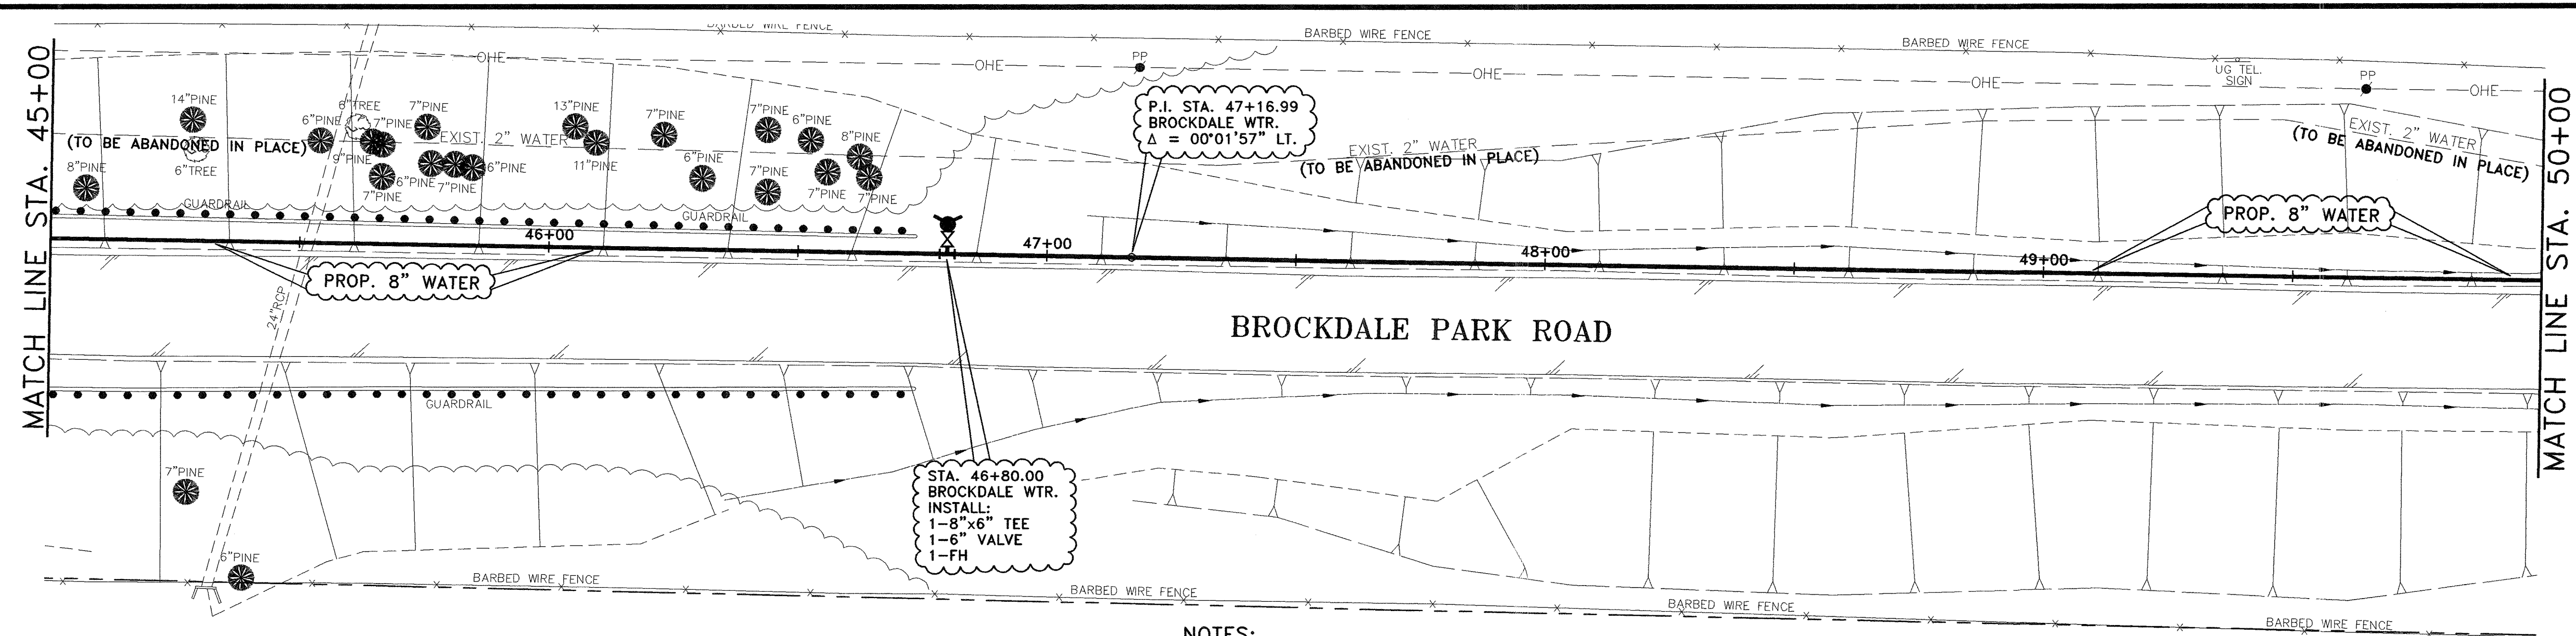 BARBED WIRE FENCE
BARBED WIRE FENCE
BARBED WIRE FENCE
MATCH LINE STA. 45+00
OHE
OHE
PP
OHE
OHE
UG TEL.
SIGN
PP
OHE
14"PINE
6"TREE
7"PINE
13"PINE
7"PINE
7"PINE
6"PINE
6"PINE
7"PINE
8"PINE
(TO BE ABANDONED IN PLACE)
EXIST. 2" WATER
9"PINE
6"PINE
11"PINE
6"TREE
8"PINE
6"PINE
7"PINE
7"PINE
6"PINE
7"PINE
7"PINE
7"PINE
P.I. STA. 47+16.99
BROCKDALE WTR.
Δ = 00°01'57" LT.
EXIST. 2" WATER
(TO BE ABANDONED IN PLACE)
EXIST. 2" WATER
(TO BE ABANDONED IN PLACE)
GUARDRAIL
GUARDRAIL
46+00
47+00
48+00
49+00
PROP. 8" WATER
PROP. 8" WATER
24"RCP
BROCKDALE PARK ROAD
MATCH LINE STA. 50+00
GUARDRAIL
7"PINE
6"PINE
STA. 46+80.00
BROCKDALE WTR.
INSTALL:
1-8"x6" TEE
1-6" VALVE
1-FH
BARBED WIRE FENCE
BARBED WIRE FENCE
BARBED WIRE FENCE
BARBED WIRE FENCE
NOTES: